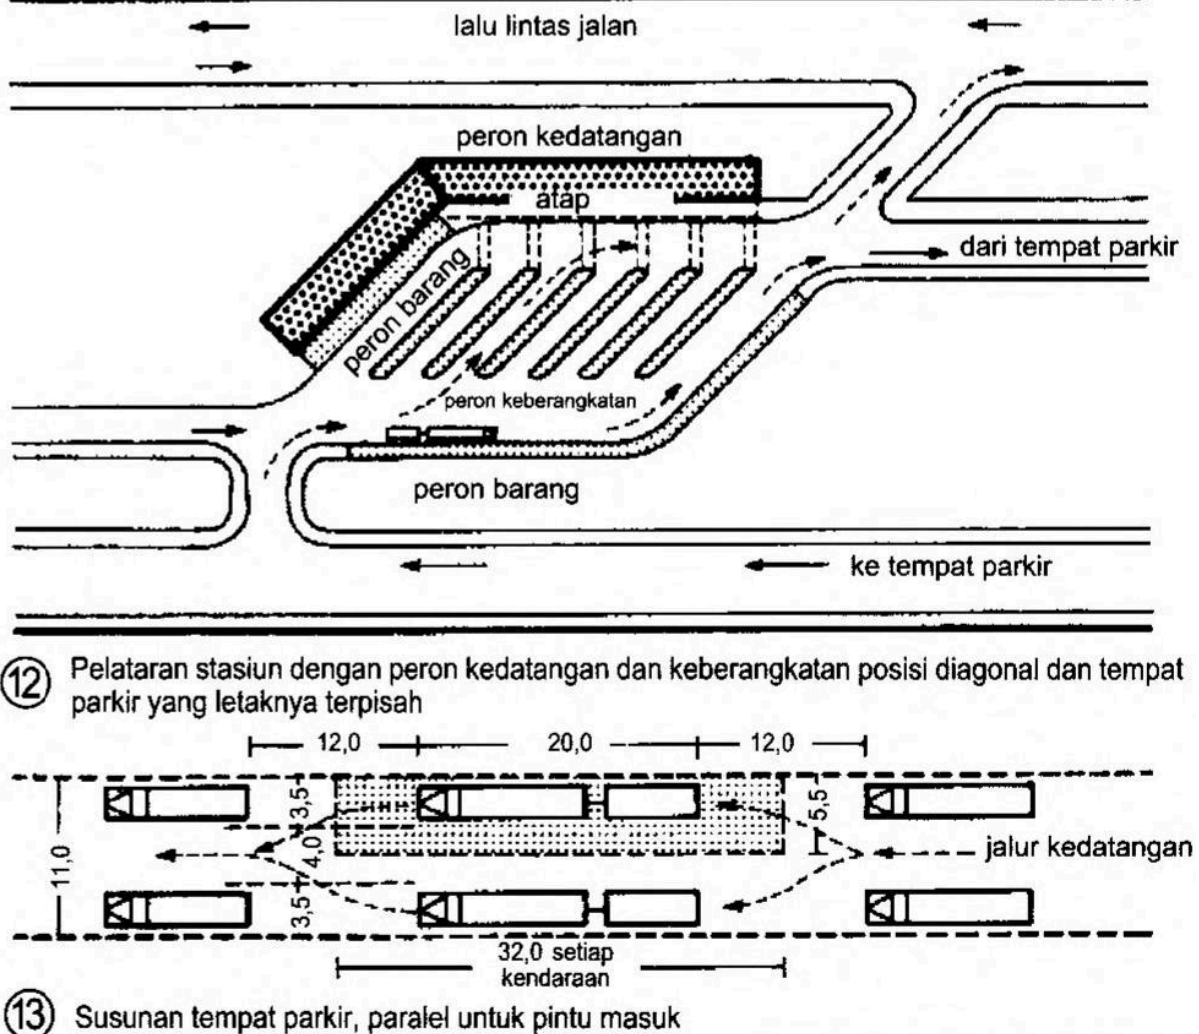 lalu lintas jalan
peron kedatangan
atap
dari tempat parkir
peron barang
peron keberangkatan
peron barang
ke tempat parkir
12 Pelataran stasiun dengan peron kedatangan dan keberangkatan posisi diagonal dan tempat
parkir yang letaknya terpisah
12,0 20,0 12,0
3,5
5,5
11,0
4,0
jalur kedatangan
3,5
32,0 setiap
kendaraan
13 Susunan tempat parkir, paralel untuk pintu masuk